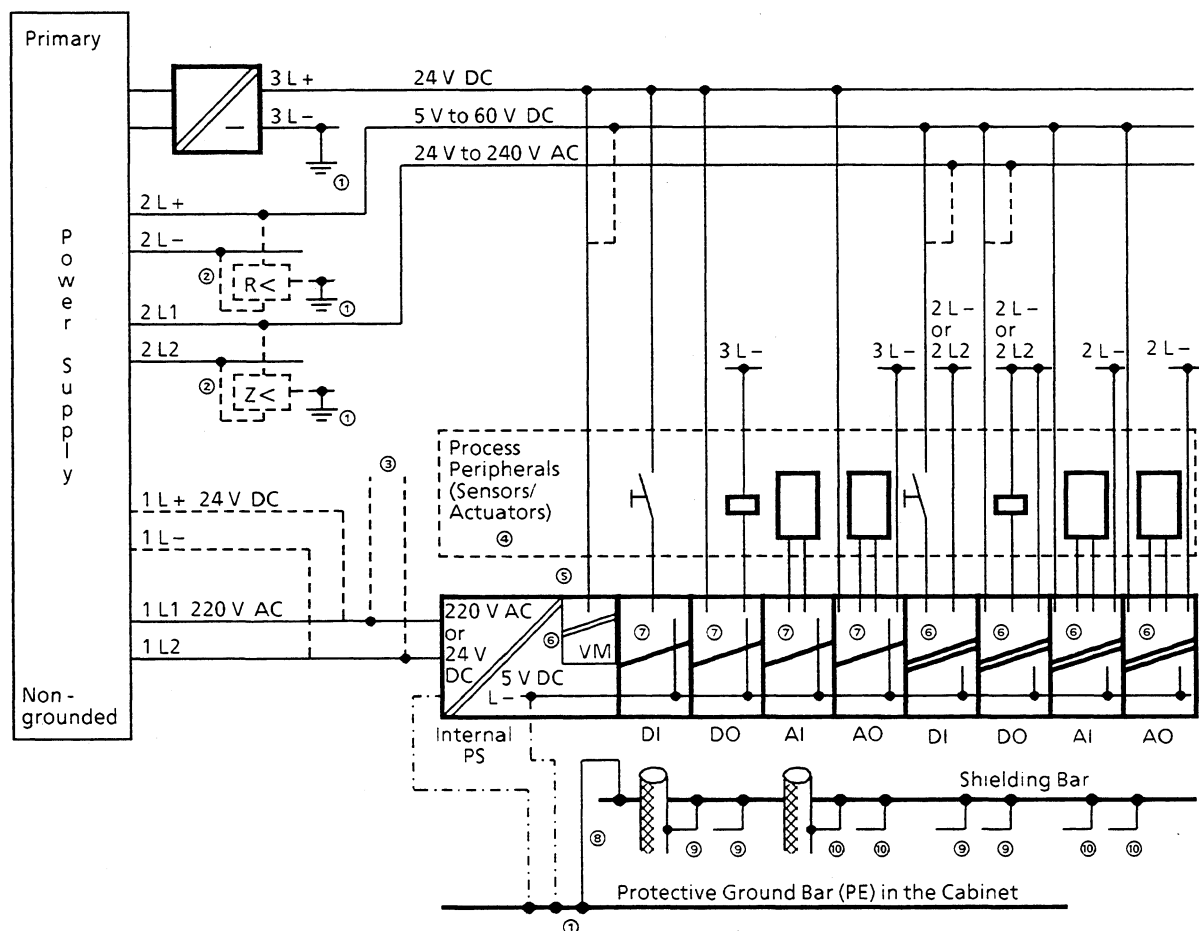 Primary
Power Supply
Non-
grounded
3 L+
24 V DC
3 L-
5 V to 60 V DC
①
24 V to 240 V AC
2 L+
2 L-
②
R<
①
2 L1
2 L2
②
Z<
①
2 L-
or
2 L2
2 L-
or
2 L2
3 L-
3 L-
2 L-
2 L-
③
Process
Peripherals
(Sensors/
Actuators)
④
1 L+ 24 V DC
1 L-
⑤
1 L1 220 V AC
1 L2
220 V AC
or
24 V
DC
⑥
VM
5 V DC
L-
⑦
⑦
⑦
⑦
⑥
⑥
⑥
⑥
Internal
PS
DI
DO
AI
AO
DI
DO
AI
AO
Shielding Bar
⑧
⑨
⑨
⑩
⑩
⑨
⑨
⑩
⑩
Protective Ground Bar (PE) in the Cabinet
①